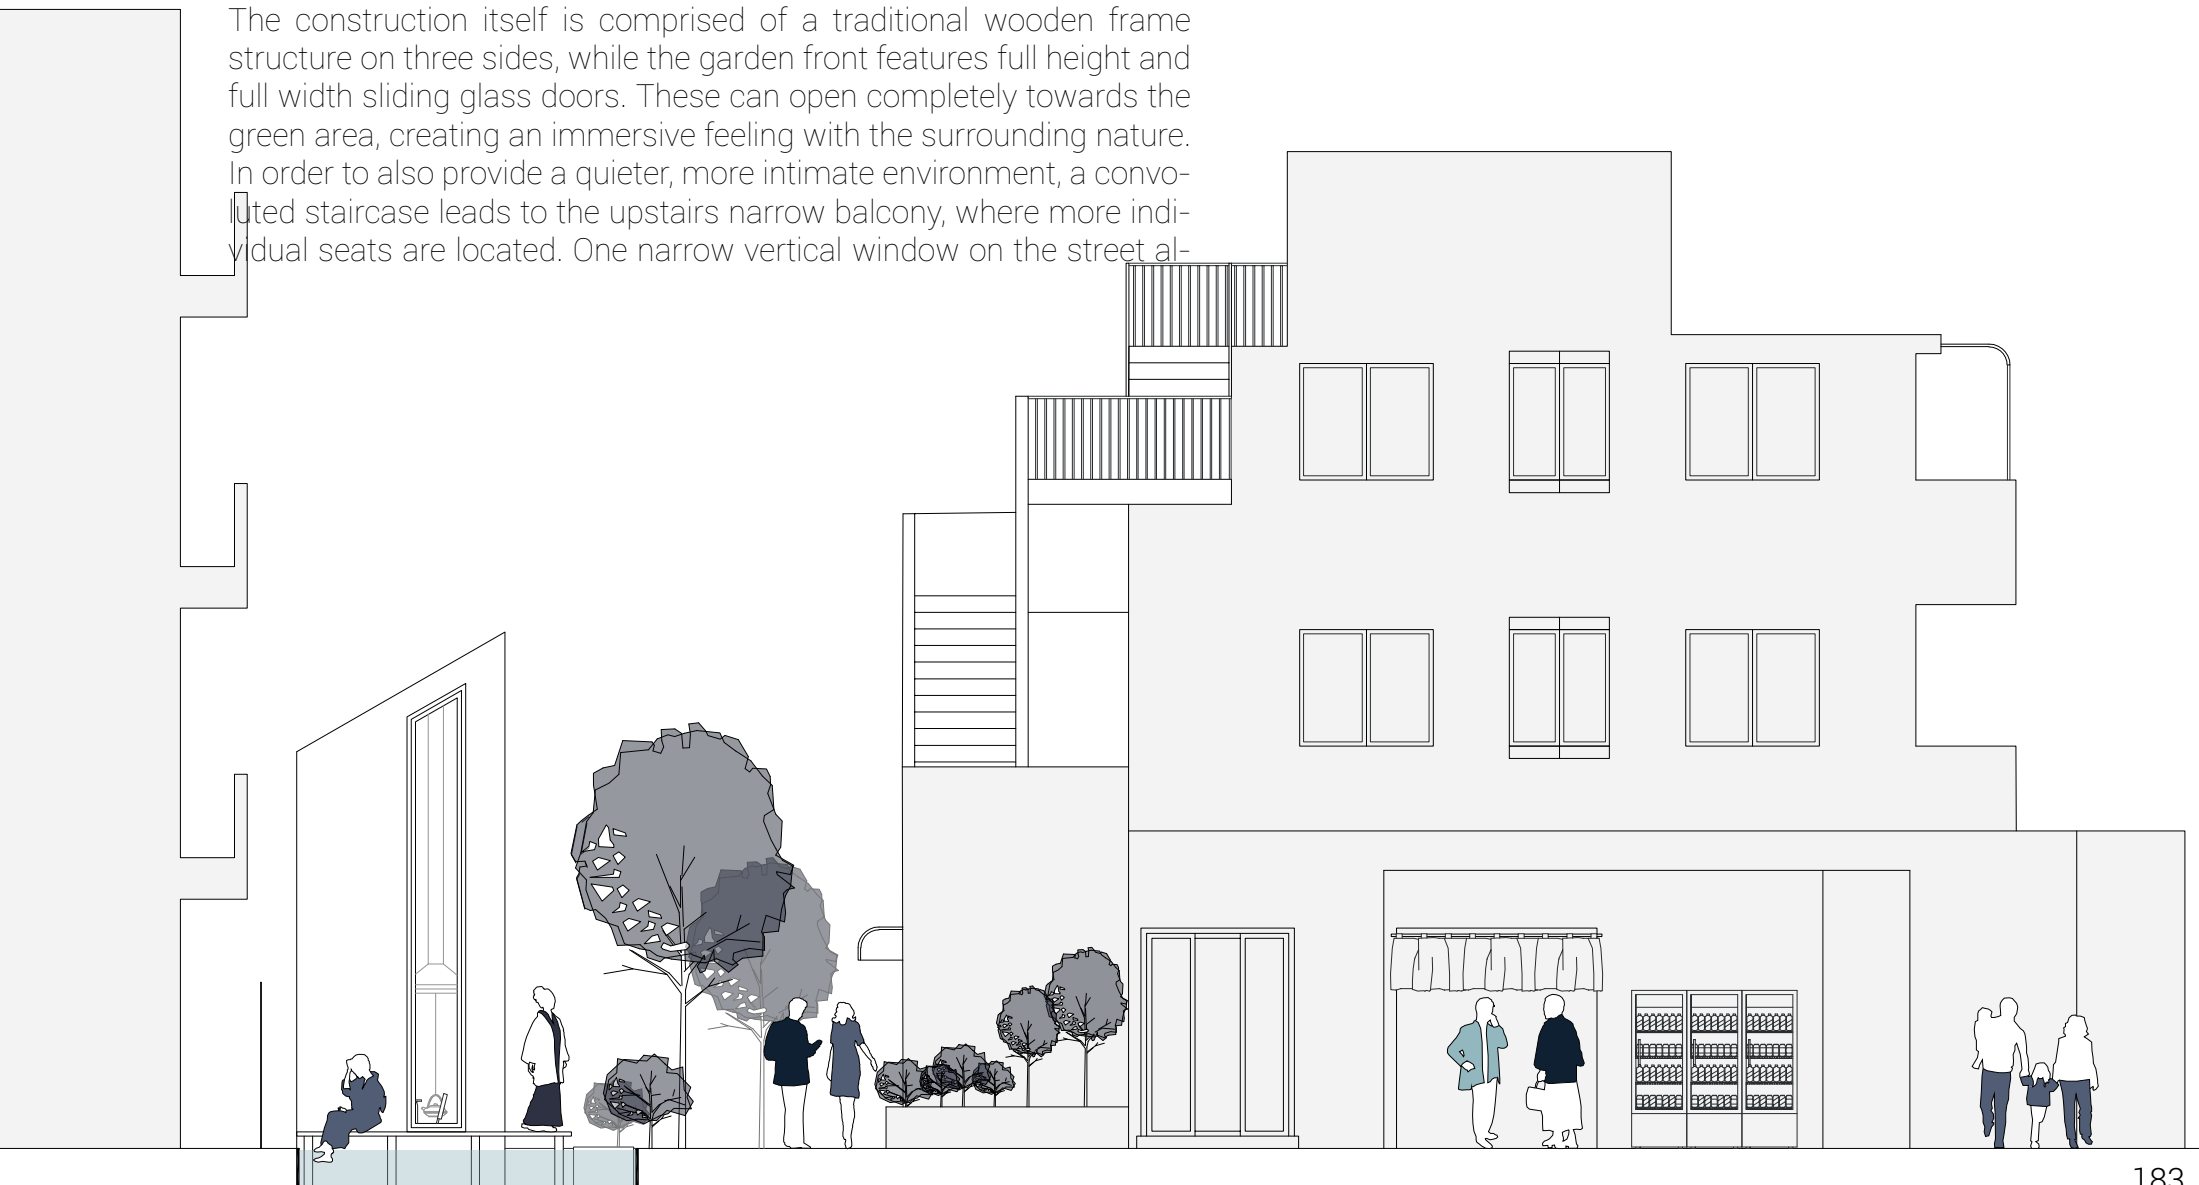 The construction itself is comprised of a traditional wooden frame
structure on three sides, while the garden front features full height and
full width sliding glass doors. These can open completely towards the
green area, creating an immersive feeling with the surrounding nature.
In order to also provide a quieter, more intimate environment, a convo-
luted staircase leads to the upstairs narrow balcony, where more indi-
vidual seats are located. One narrow vertical window on the street al-
183